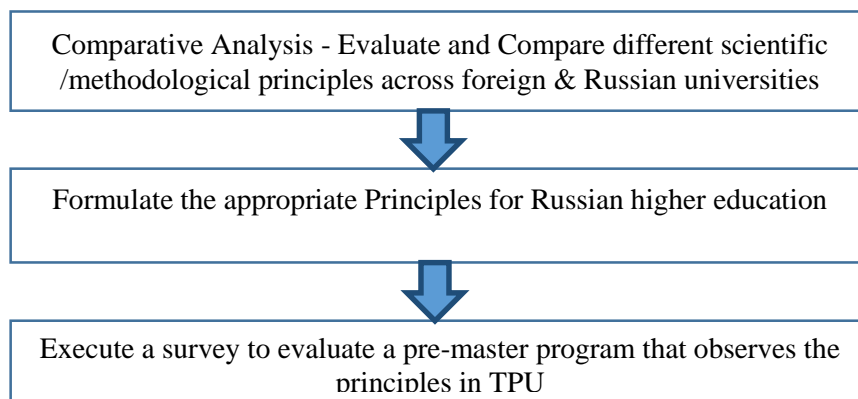 Comparative Analysis - Evaluate and Compare different scientific
/methodological principles across foreign & Russian universities
Formulate the appropriate Principles for Russian higher education
Execute a survey to evaluate a pre-master program that observes the
principles in TPU